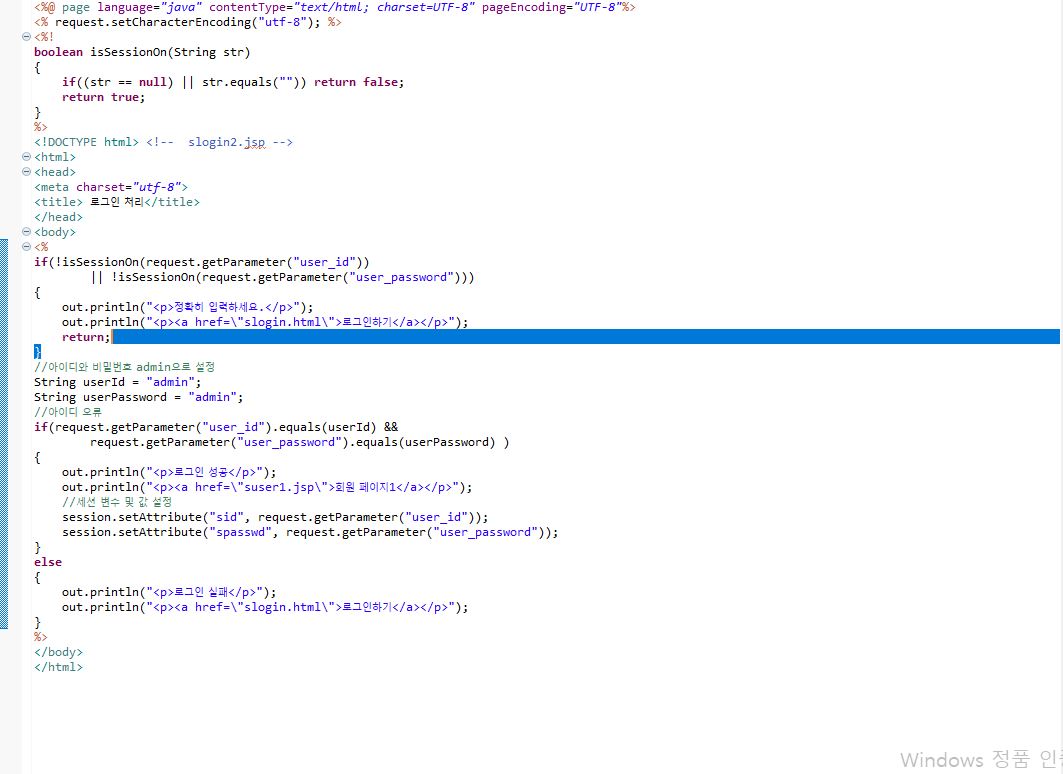 <%@ page language="java" contentType="text/html; charset=UTF-8" pageEncoding="UTF-8"%>
<% request.setCharacterEncoding("utf-8"); %>
<%!
boolean isSessionOn(String str)
{
    if((str == null) || str.equals("")) return false;
    return true;
}
%>
<!DOCTYPE html> <!--  slogin2.jsp -->
<html>
<head>
<meta charset="utf-8">
<title> 로그인 처리</title>
</head>
<body>
<%
if(!isSessionOn(request.getParameter("user_id"))
        || !isSessionOn(request.getParameter("user_password")))
{
    out.println("<p>정확히 입력하세요.</p>");
    out.println("<p><a href=\"slogin.html\">로그인하기</a></p>");
    return;
}
//아이디와 비밀번호 admin으로 설정
String userId = "admin";
String userPassword = "admin";
//아이디 오류
if(request.getParameter("user_id").equals(userId) &&
        request.getParameter("user_password").equals(userPassword) )
{
    out.println("<p>로그인 성공</p>");
    out.println("<p><a href=\"suser1.jsp\">회원 페이지1</a></p>");
    //세션 변수 및 값 설정
    session.setAttribute("sid", request.getParameter("user_id"));
    session.setAttribute("spasswd", request.getParameter("user_password"));
}
else
{
    out.println("<p>로그인 실패</p>");
    out.println("<p><a href=\"slogin.html\">로그인하기</a></p>");
}
%>
</body>
</html>
Windows 정품 인